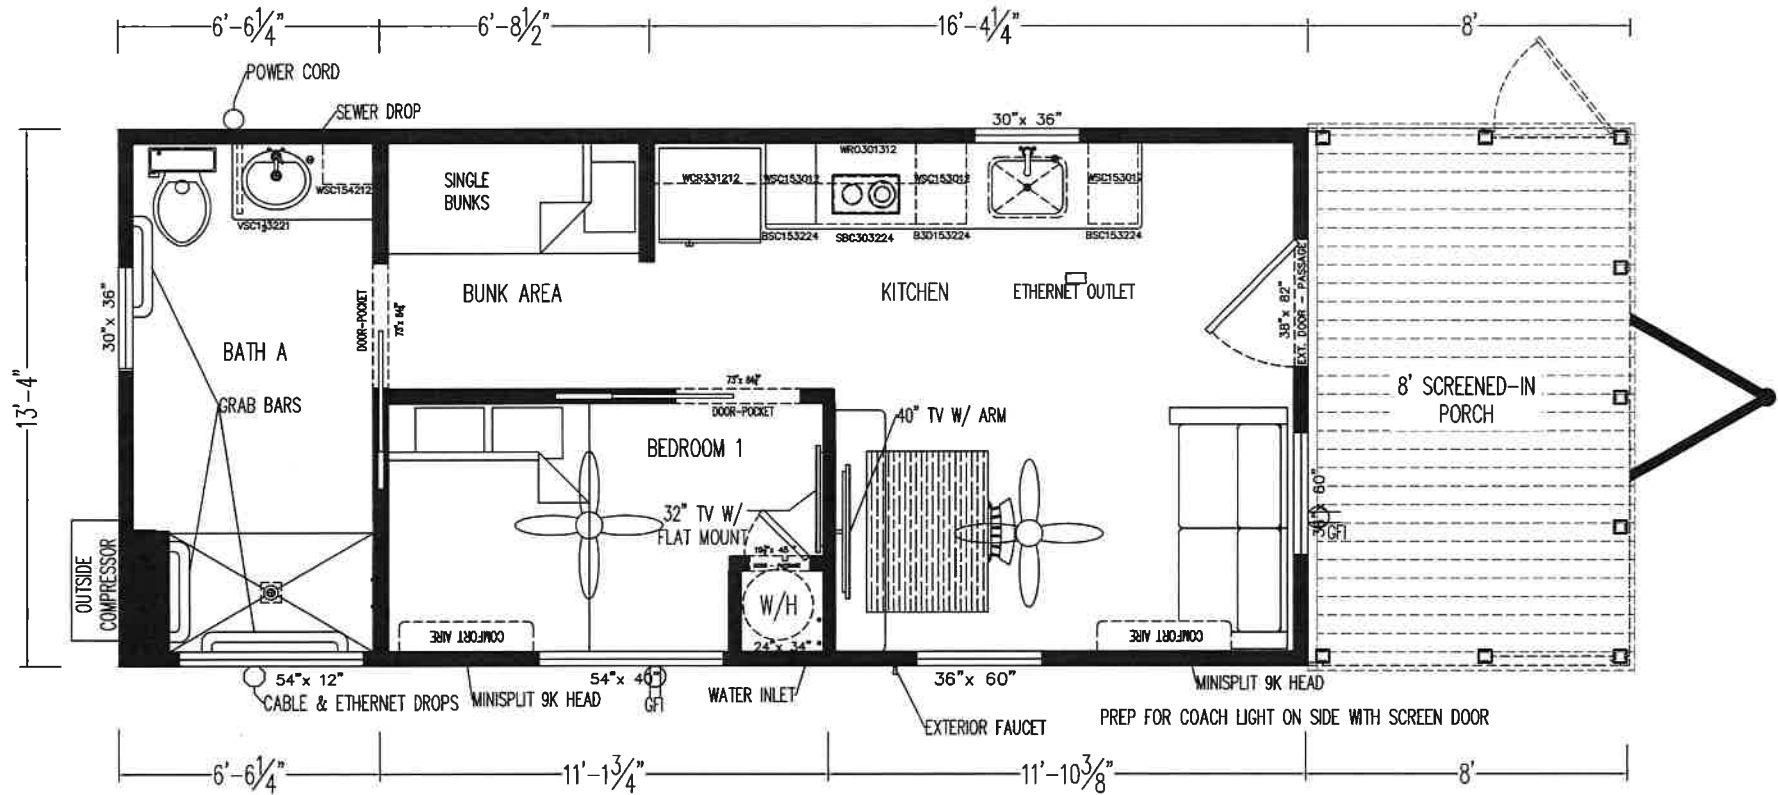 6'-6¼"
6'-8½"
16'-4¼"
8'
POWER CORD
SEWER DROP
30"x 36"
WRO301312
SINGLE
BUNKS
WSC154212
WCR331212
WSC153012
WSC153012
WSC153012
VSC133221
BSC153224
SBC303224
B3D153224
BSC153224
BUNK AREA
KITCHEN
ETHERNET OUTLET
30"x 36"
DOOR-POCKET
38"x 82"
EXT. DOOR - PASSAGE
BATH A
GRAB BARS
13'-4"
8' SCREENED-IN
PORCH
DOOR-POCKET
40" TV W/ ARM
BEDROOM 1
32" TV W/
FLAT MOUNT
36"x 60"
GFI
OUTSIDE
COMPRESSOR
W/H
24"x 34"
COMFORT AIRE
COMFORT AIRE
54"x 12"
54"x 40"
36"x 60"
CABLE & ETHERNET DROPS
MINISPLIT 9K HEAD
GFI
WATER INLET
MINISPLIT 9K HEAD
EXTERIOR FAUCET
PREP FOR COACH LIGHT ON SIDE WITH SCREEN DOOR
6'-6¼"
11'-1¾"
11'-10⅜"
8'